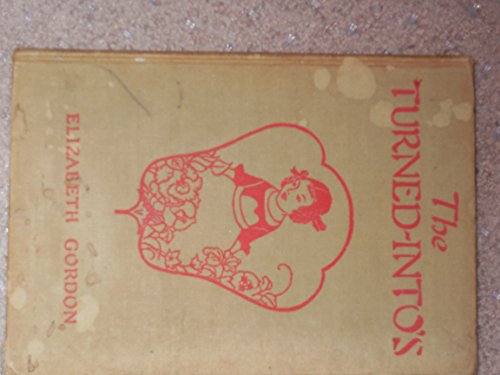 The
TURNED-INTO'S
ELIZABETH GORDON